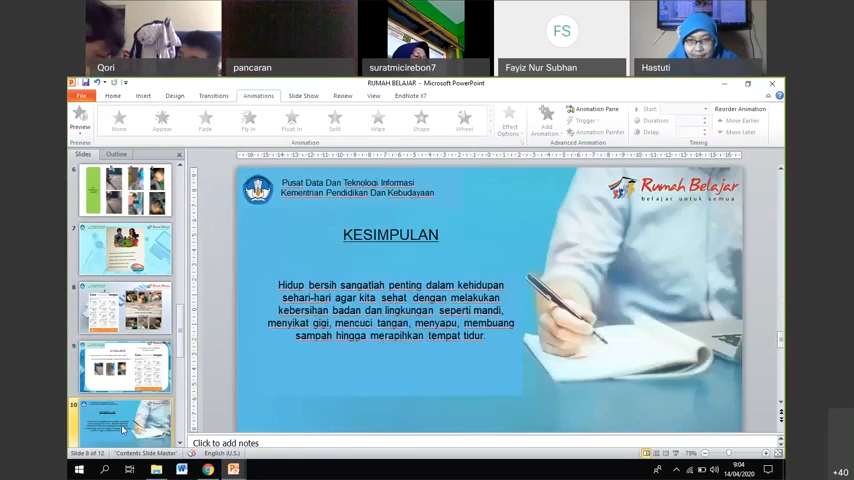 Qori
pancaran
suratmicirebon7
FS
Fayiz Nur Subhan
Hastuti
RUMAH BELAJAR - Microsoft PowerPoint
File
Home
Insert
Design
Transitions
Animations
Slide Show
Review
View
EndNote X7
Preview
None
Appear
Fade
Fly In
Float In
Split
Wipe
Shape
Wheel
Effect Options
Add Animation
Animation Pane
Trigger
Animation Painter
Start:
Duration:
Delay:
Reorder Animation
Move Earlier
Move Later
Preview
Animation
Advanced Animation
Timing
Slides
Outline
6
7
8
9
10
Pusat Data Dan Teknologi Informasi
Kementrian Pendidikan Dan Kebudayaan
Rumah Belajar
belajar untuk semua
KESIMPULAN
Hidup bersih sangatlah penting dalam kehidupan
sehari-hari agar kita sehat dengan melakukan
kebersihan badan dan lingkungan seperti mandi,
menyikat gigi, mencuci tangan, menyapu, membuang
sampah hingga merapihkan tempat tidur.
Click to add notes
Slide 8 of 12
"Contents Slide Master"
English (U.S.)
75%
9:04
14/04/2020
+40